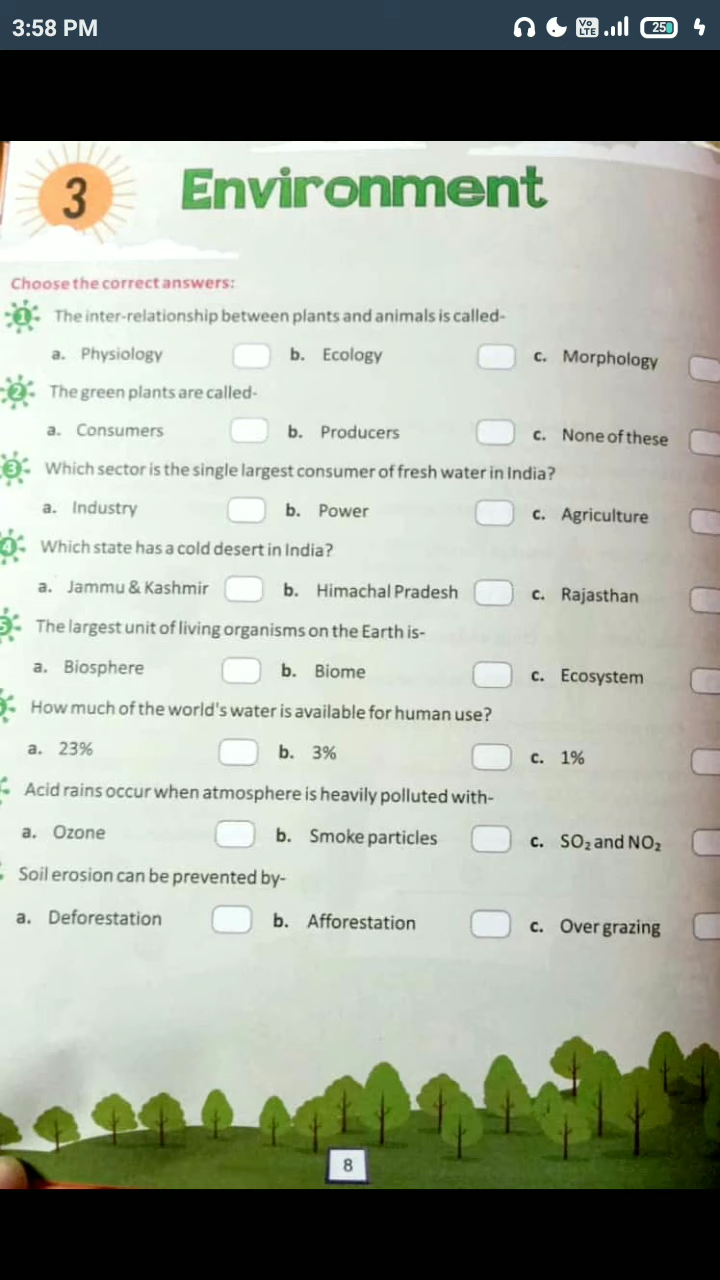 3:58 PM
Vo LTE
25
3
Environment
Choose the correct answers:
1 The inter-relationship between plants and animals is called-
a. Physiology b. Ecology c. Morphology
2 The green plants are called-
a. Consumers b. Producers c. None of these
3 Which sector is the single largest consumer of fresh water in India?
a. Industry b. Power c. Agriculture
4 Which state has a cold desert in India?
a. Jammu & Kashmir b. Himachal Pradesh c. Rajasthan
5 The largest unit of living organisms on the Earth is-
a. Biosphere b. Biome c. Ecosystem
How much of the world's water is available for human use?
a. 23% b. 3% c. 1%
Acid rains occur when atmosphere is heavily polluted with-
a. Ozone b. Smoke particles c. SO₂ and NO₂
Soil erosion can be prevented by-
a. Deforestation b. Afforestation c. Over grazing
8